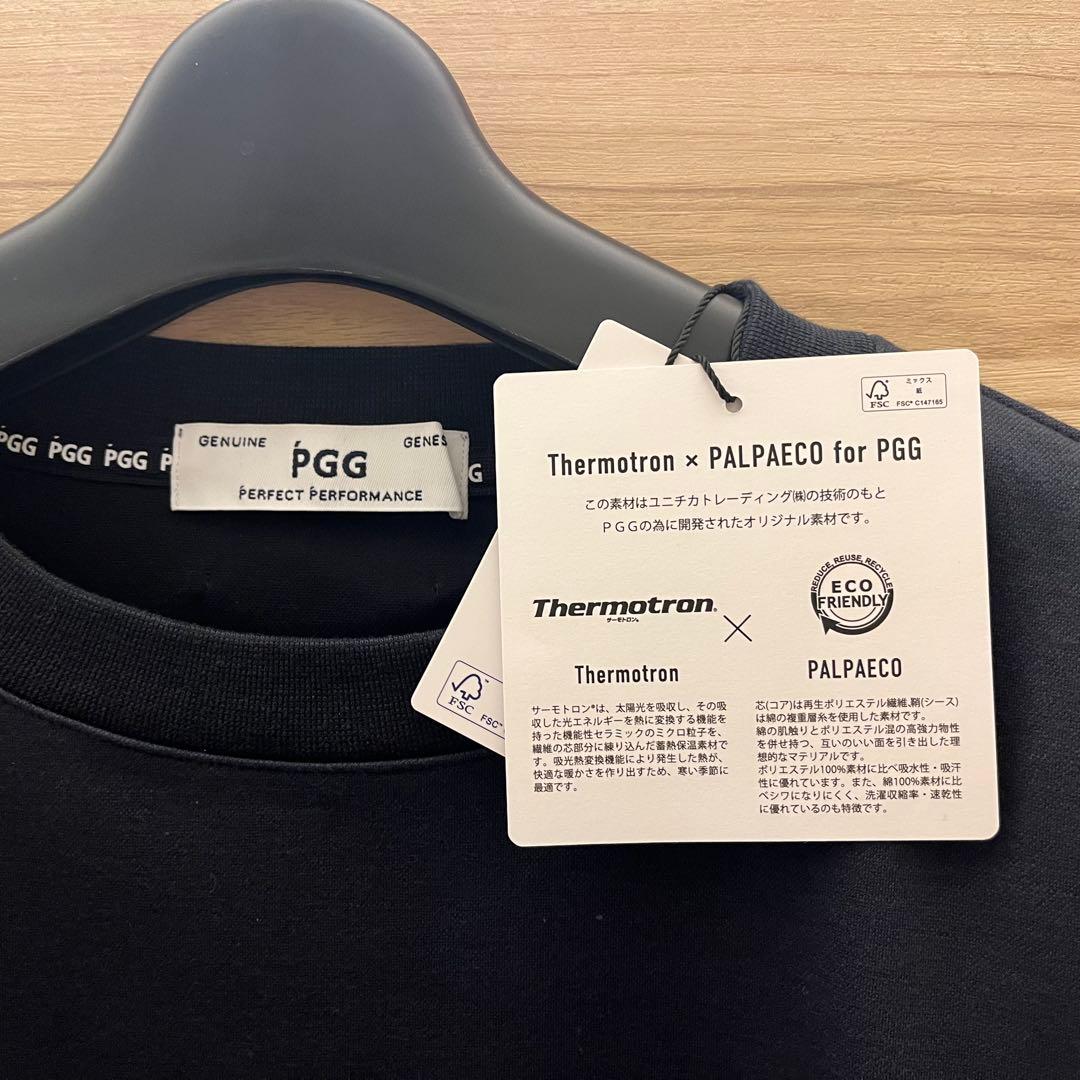 PGG PGG PGG P
GENUINE GENES
PGG
PERFECT PERFORMANCE
G
FSC
FSC®
ミックス
紙
FSC
FSC® C147165
Thermotron × PALPAECO for PGG
この素材はユニチカトレーディング㈱の技術のもと
ＰＧＧの為に開発されたオリジナル素材です。
Thermotron®
サーモトロン®
×
REDUCE, REUSE, RECYCLE
ECO
FRIENDLY
Thermotron
サーモトロン®は、太陽光を吸収し、その吸
収した光エネルギーを熱に変換する機能を
持った機能性セラミックのミクロ粒子を、
繊維の芯部分に練り込んだ蓄熱保温素材で
す。吸光熱変換機能により発生した熱が、
快適な暖かさを作り出すため、寒い季節に
最適です。
PALPAECO
芯(コア)は再生ポリエステル繊維､鞘(シース)
は綿の複重層糸を使用した素材です。
綿の肌触りとポリエステル混の高強力物性
を併せ持つ、互いのいい面を引き出した理
想的なマテリアルです。
ポリエステル100%素材に比べ吸水性・吸汗
性に優れています。また、綿100%素材に比
べシワになりにくく、洗濯収縮率・速乾性
に優れているのも特徴です。